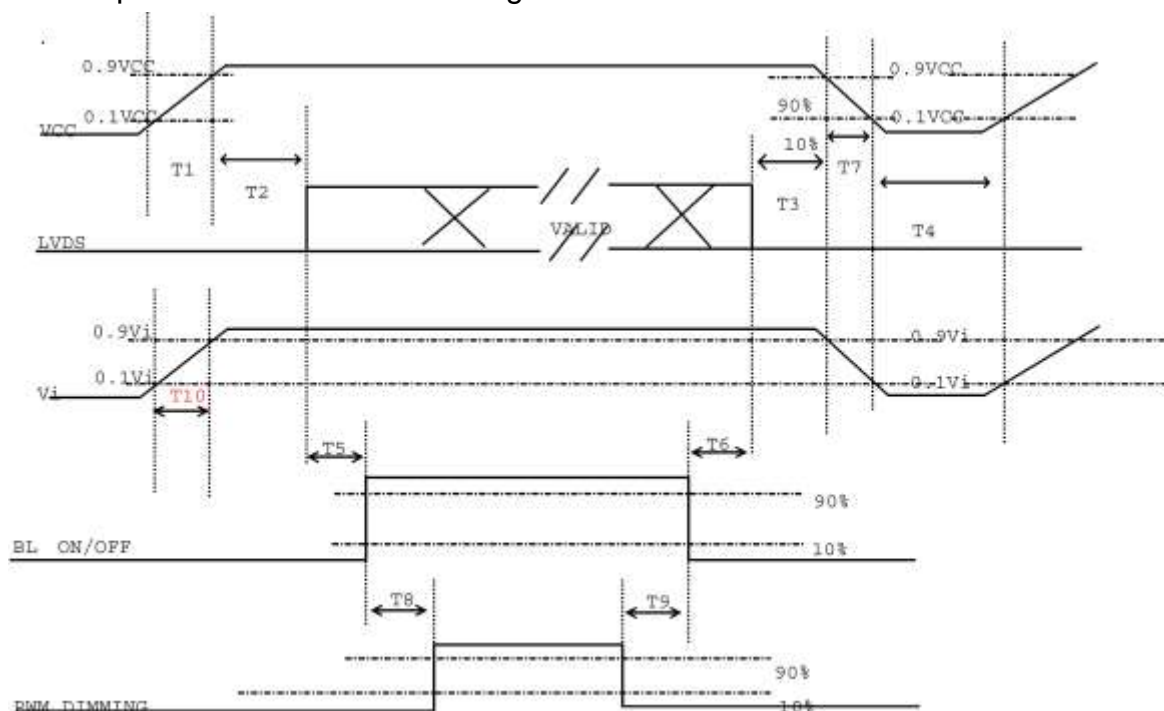 0.9VCC
0.9VCC
0.1VCC
90%
0.1VCC
VCC
10%
T1
T7
T2
T3
VALID
T4
LVDS
0.9Vi
0.9Vi
0.1Vi
0.1Vi
Vi
T10
T5
T6
90%
BL ON/OFF
10%
T8
T9
90%
PWM DIMMING
10%